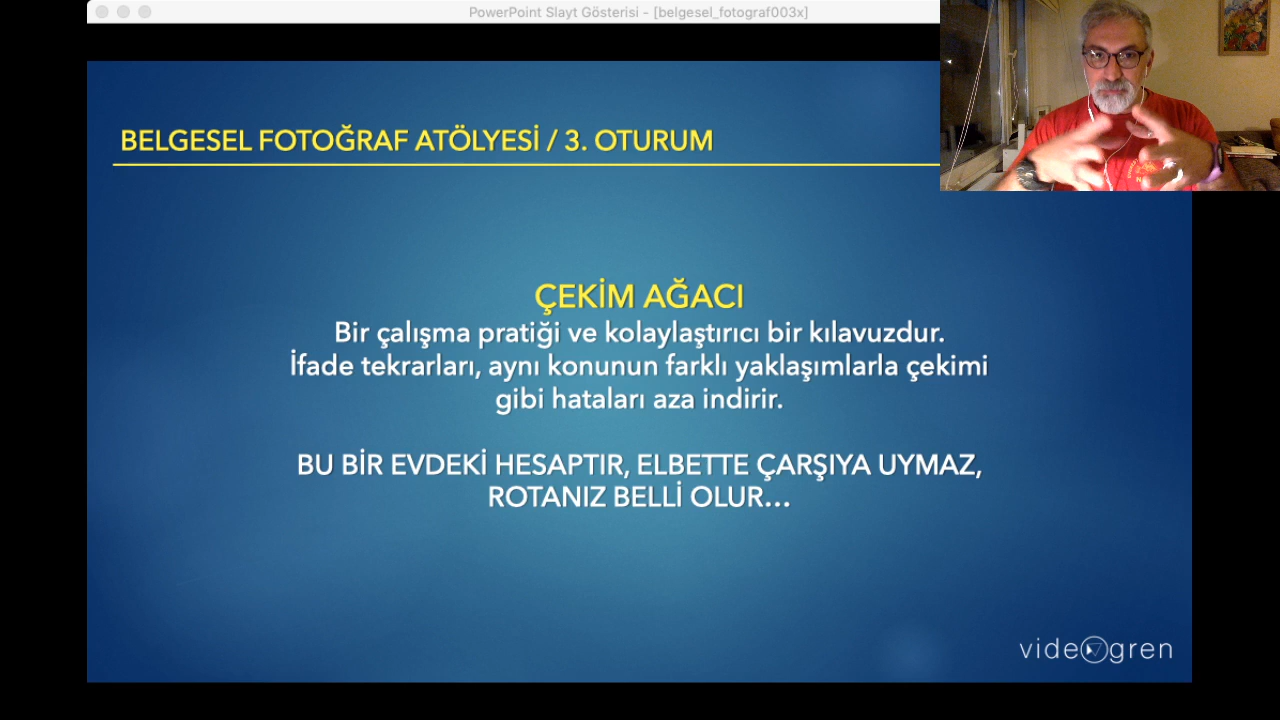 PowerPoint Slayt Gösterisi - [belgesel_fotograf003x]
BELGESEL FOTOĞRAF ATÖLYESİ / 3. OTURUM
ÇEKİM AĞACI
Bir çalışma pratiği ve kolaylaştırıcı bir kılavuzdur.
İfade tekrarları, aynı konunun farklı yaklaşımlarla çekimi
gibi hataları aza indirir.
BU BİR EVDEKİ HESAPTIR, ELBETTE ÇARŞIYA UYMAZ,
ROTANIZ BELLİ OLUR...
videogren